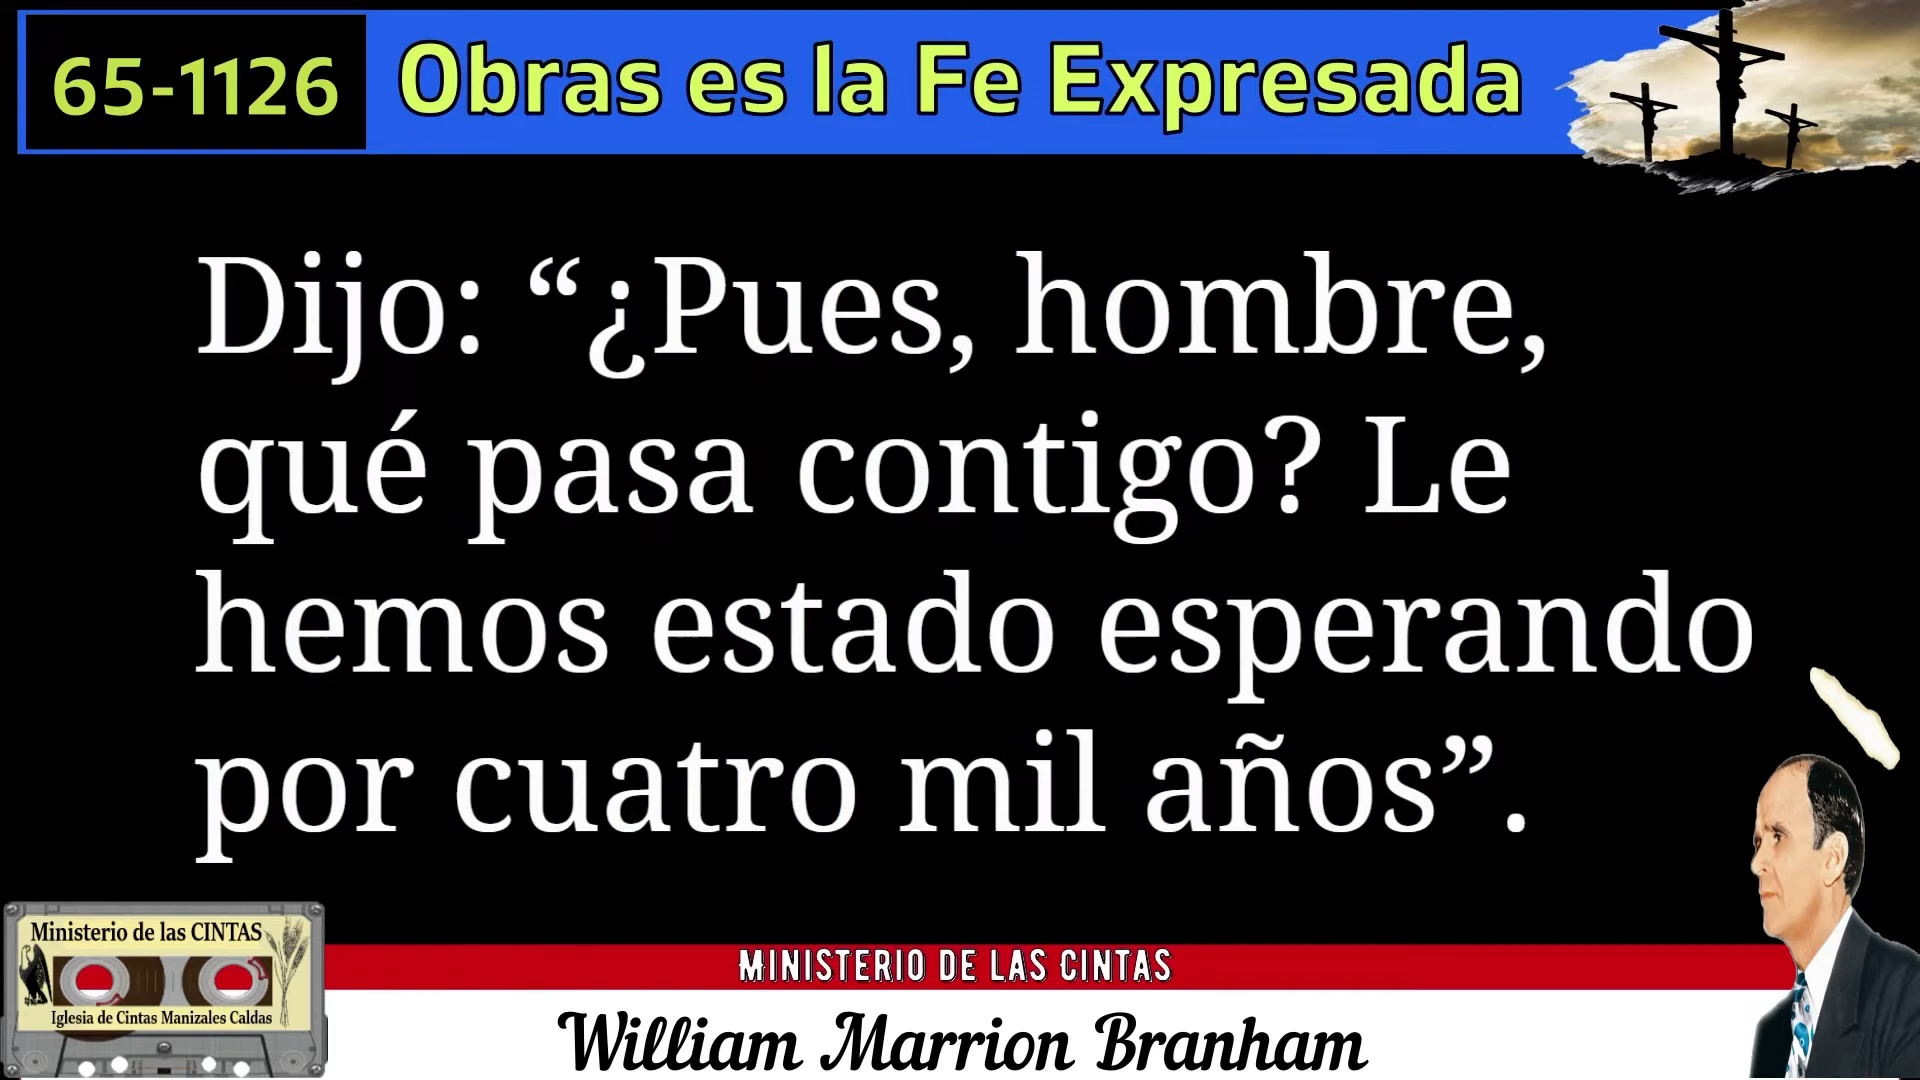 65-1126
Obras es la Fe Expresada
Dijo: “¿Pues, hombre,
qué pasa contigo? Le
hemos estado esperando
por cuatro mil años”.
Ministerio de las CINTAS
Iglesia de Cintas Manizales Caldas
MINISTERIO DE LAS CINTAS
William Marrion Branham